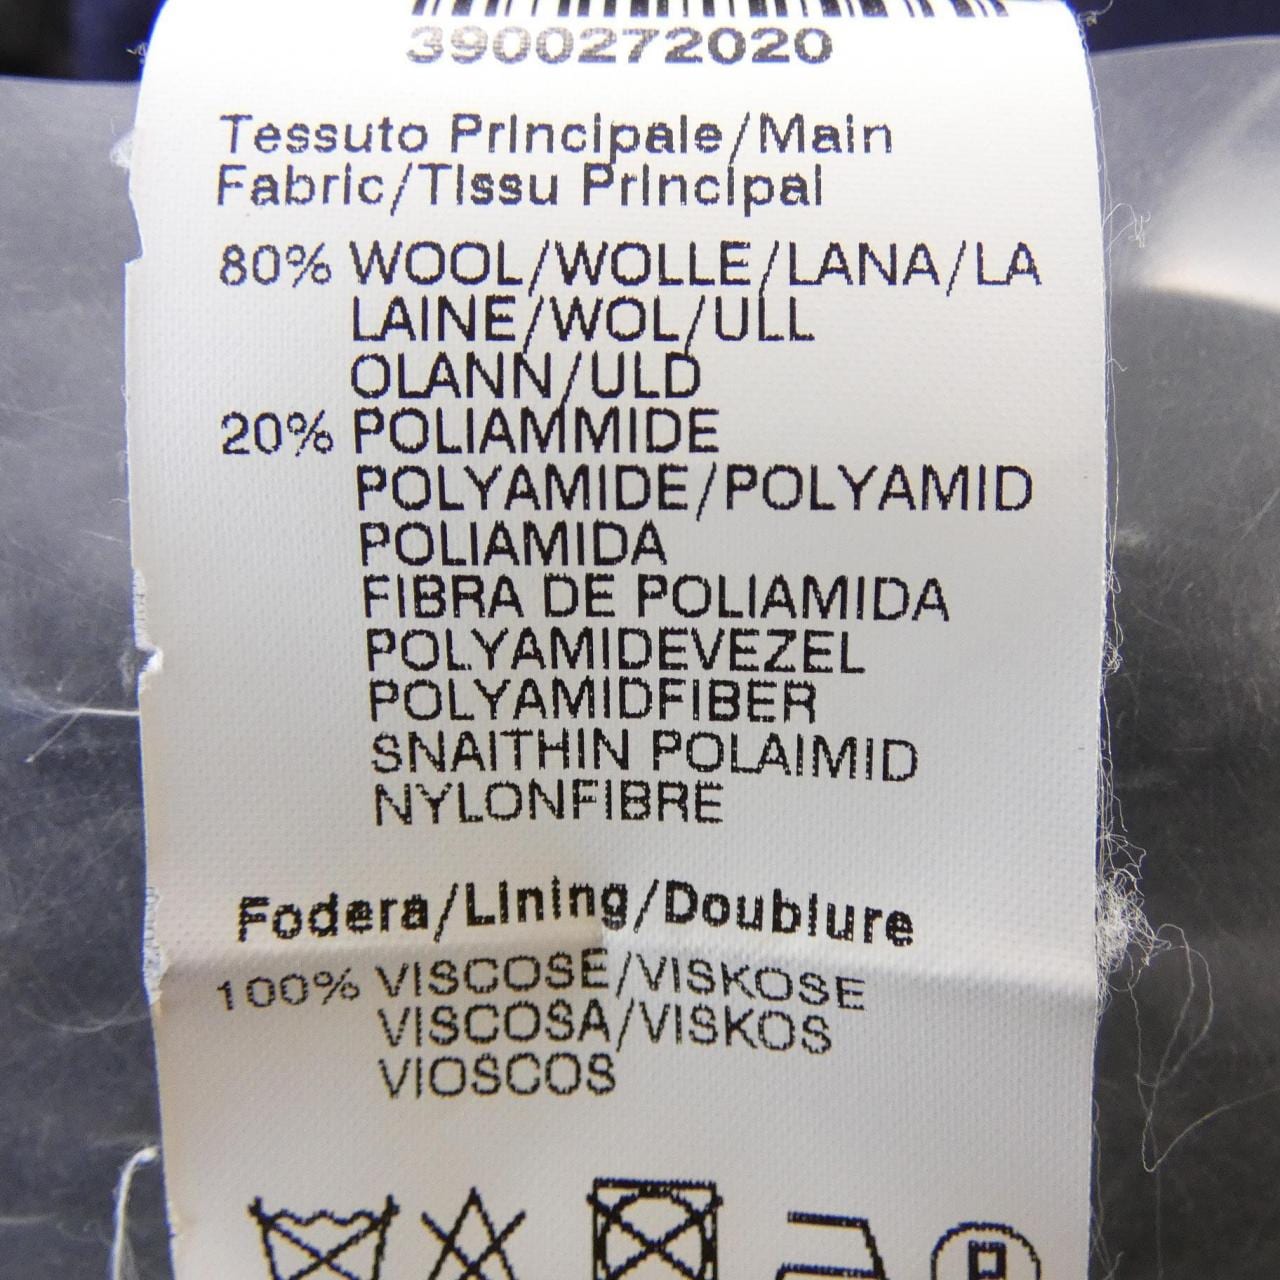 3900272020
Tessuto Principale/Main
Fabric/Tissu Principal
80% WOOL/WOLLE/LANA/LA
LAINE/WOL/ULL
OLANN/ULD
20% POLIAMMIDE
POLYAMIDE/POLYAMID
POLIAMIDA
FIBRA DE POLIAMIDA
POLYAMIDEVEZEL
POLYAMIDFIBER
SNAITHIN POLAIMID
NYLONFIBRE
Fodera/Lining/Doublure
100% VISCOSE/VISKOSE
VISCOSA/VISKOS
VIOSCOS